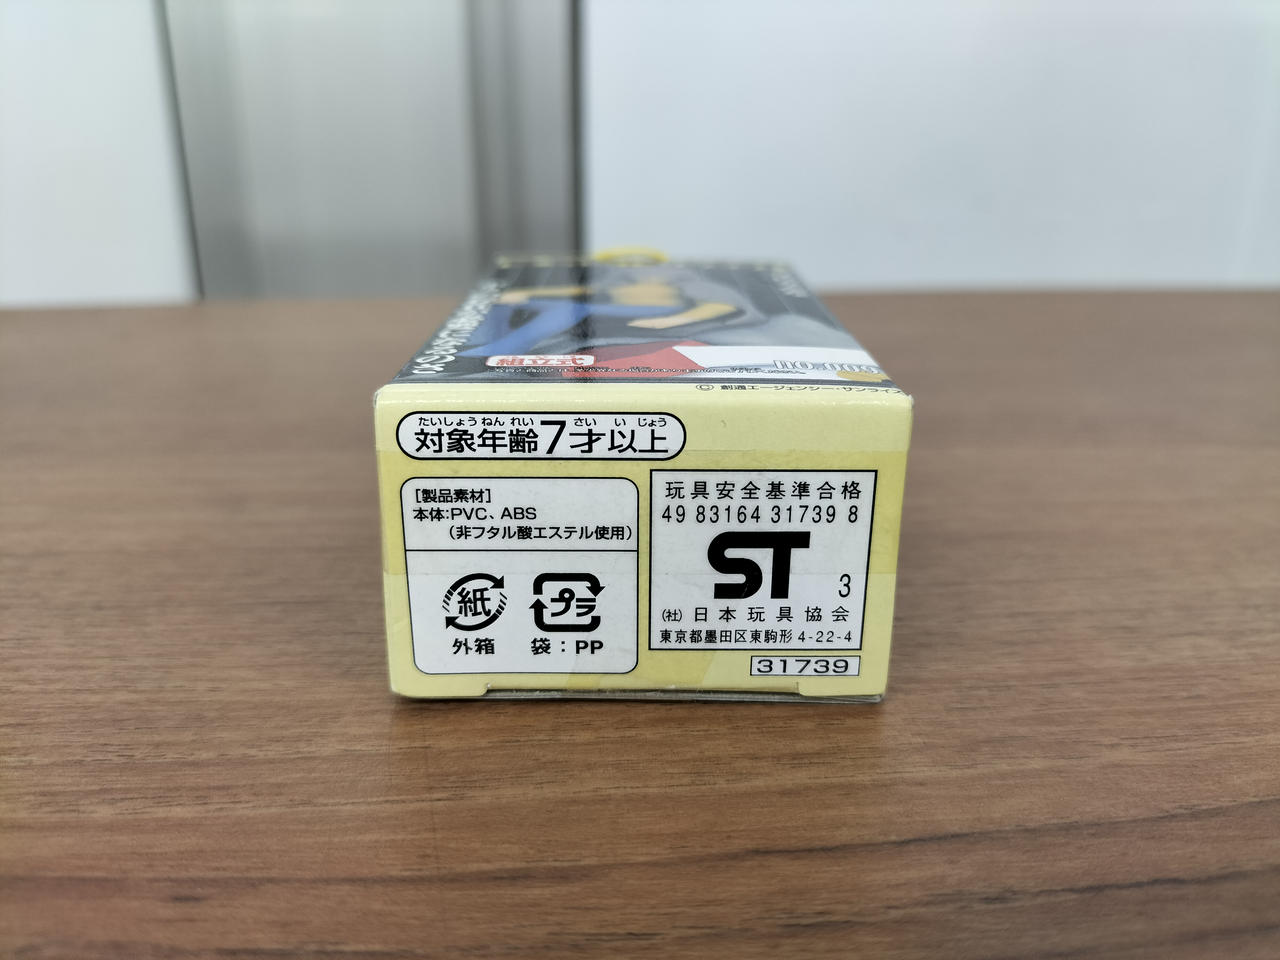 組立式
© 創通エージェンシー・サンライズ
たいしょう ねん れい さい い じょう
対象年齢7才以上
[製品素材]
本体:PVC、ABS
(非フタル酸エステル使用)
紙
プラ
外箱
袋:PP
玩具安全基準合格
49 83164 31739 8
ST
3
(社)日本玩具協会
東京都墨田区東駒形4-22-4
31739